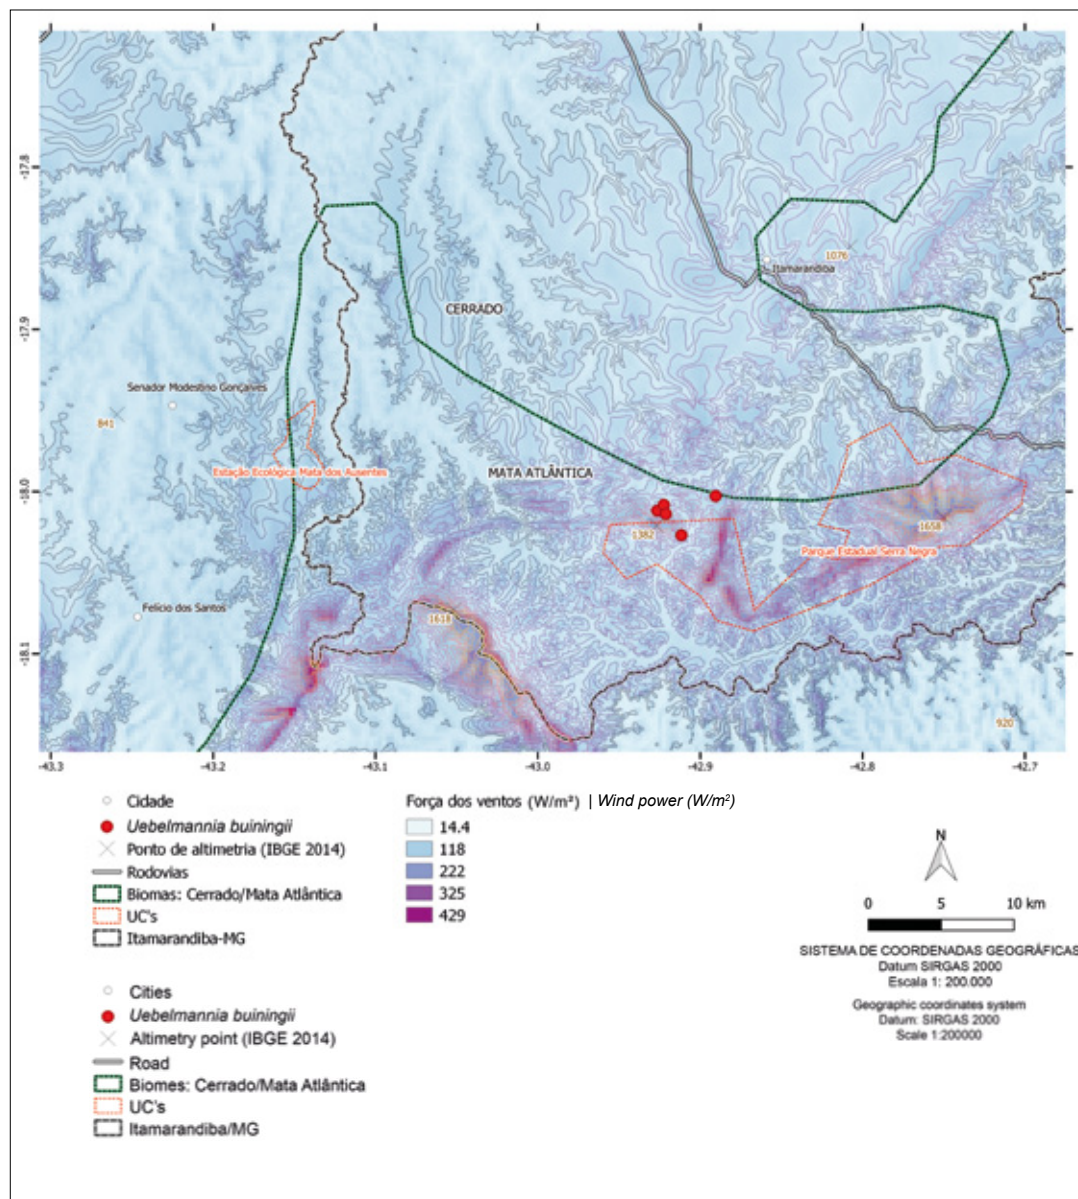 -17.8
-17.9
-18.0
-18.1
1076
Itamarandiba
CERRADO
Senador Modestino Gonçalves
841
Estação Ecológica Mata dos Ausentes
MATA ATLÂNTICA
1382
1658
Parque Estadual Serra Negra
Felício dos Santos
1618
920
-43.3
-43.2
-43.1
-43.0
-42.9
-42.8
-42.7
Cidade
Uebelmannia buiningii
Ponto de altimetria (IBGE 2014)
Rodovias
Biomas: Cerrado/Mata Atlântica
UC's
Itamarandiba-MG
Força dos ventos (W/m²) | Wind power (W/m²)
14.4
118
222
325
429
N
0 5 10 km
SISTEMA DE COORDENADAS GEOGRÁFICAS
Datum SIRGAS 2000
Escala 1: 200.000
Geographic coordinates system
Datum: SIRGAS 2000
Scale 1:200000
Cities
Uebelmannia buiningii
Altimetry point (IBGE 2014)
Road
Biomes: Cerrado/Mata Atlântica
UC's
Itamarandiba/MG